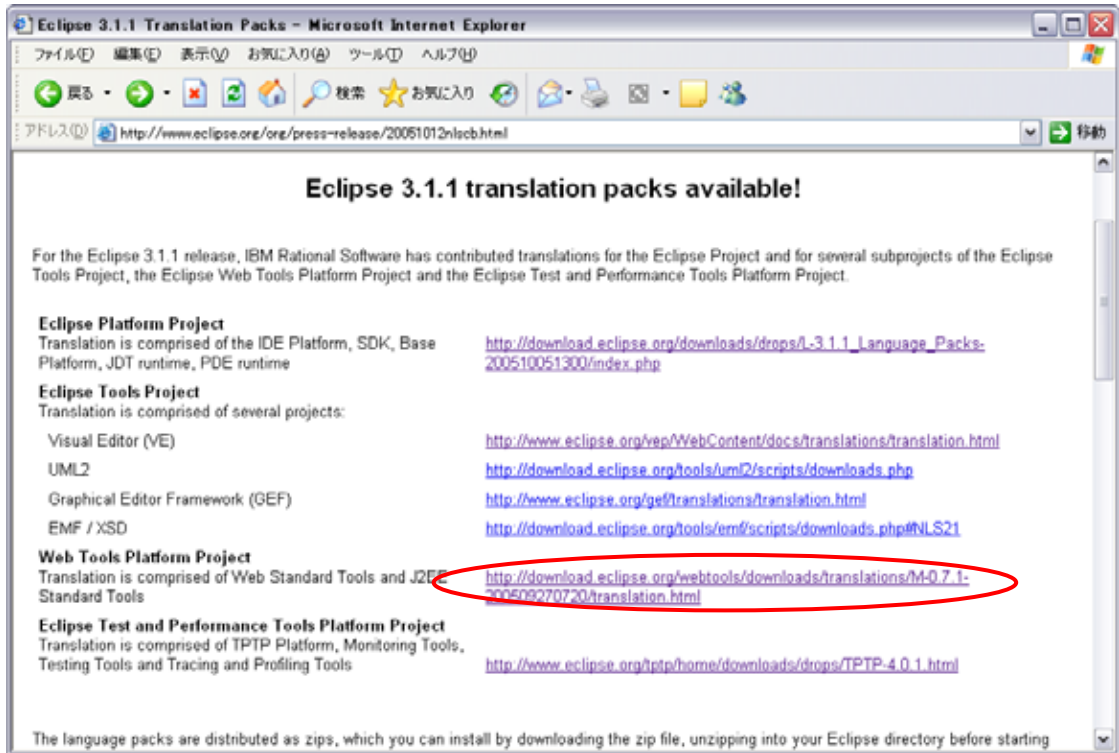 Eclipse 3.1.1 Translation Packs - Microsoft Internet Explorer
ファイル(F) 編集(E) 表示(V) お気に入り(A) ツール(T) ヘルプ(H)
戻る 検索 お気に入り
アドレス(D) http://www.eclipse.org/org/press-release/20051012nlscb.html 移動
Eclipse 3.1.1 translation packs available!
For the Eclipse 3.1.1 release, IBM Rational Software has contributed translations for the Eclipse Project and for several subprojects of the Eclipse
Tools Project, the Eclipse Web Tools Platform Project and the Eclipse Test and Performance Tools Platform Project.
Eclipse Platform Project
Translation is comprised of the IDE Platform, SDK, Base
Platform, JDT runtime, PDE runtime
http://download.eclipse.org/downloads/drops/L-3.1.1_Language_Packs-
200510051300/index.php
Eclipse Tools Project
Translation is comprised of several projects:
Visual Editor (VE) http://www.eclipse.org/vep/WebContent/docs/translations/translation.html
UML2 http://download.eclipse.org/tools/uml2/scripts/downloads.php
Graphical Editor Framework (GEF) http://www.eclipse.org/gef/translations/translation.html
EMF / XSD http://download.eclipse.org/tools/emf/scripts/downloads.php#NLS21
Web Tools Platform Project
Translation is comprised of Web Standard Tools and J2EE
Standard Tools
http://download.eclipse.org/webtools/downloads/translations/M-0.7.1-
200509270720/translation.html
Eclipse Test and Performance Tools Platform Project
Translation is comprised of TPTP Platform, Monitoring Tools,
Testing Tools and Tracing and Profiling Tools http://www.eclipse.org/tptp/home/downloads/drops/TPTP-4.0.1.html
The language packs are distributed as zips, which you can install by downloading the zip file, unzipping into your Eclipse directory before starting